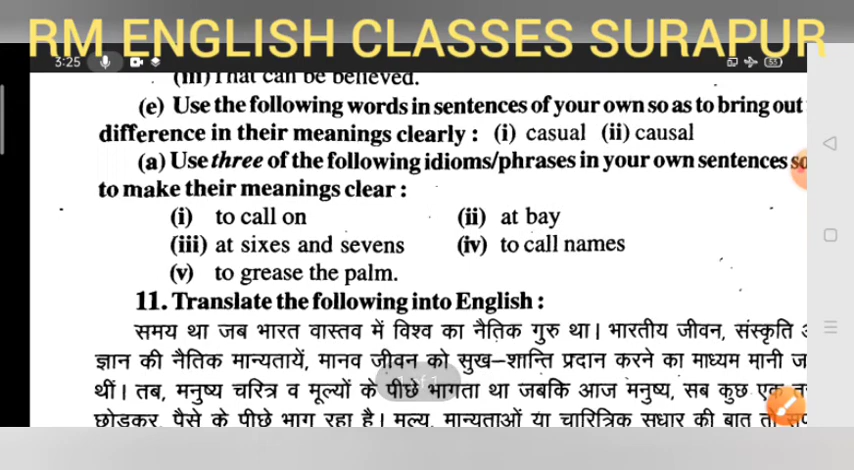 RM ENGLISH CLASSES SURAPUR
3:25 53
(iii) That can be believed.
(e) Use the following words in sentences of your own so as to bring out
difference in their meanings clearly : (i) casual (ii) causal
(a) Use three of the following idioms/phrases in your own sentences so
to make their meanings clear :
(i) to call on (ii) at bay
(iii) at sixes and sevens (iv) to call names
(v) to grease the palm.
11. Translate the following into English :
समय था जब भारत वास्तव में विश्व का नैतिक गुरु था। भारतीय जीवन, संस्कृति
ज्ञान की नैतिक मान्यतायें, मानव जीवन को सुख–शान्ति प्रदान करने का माध्यम मानी
थीं। तब, मनुष्य चरित्र व मूल्यों के पीछे भागता था जबकि आज मनुष्य, सब कुछ एक
छोड़कर, पैसे के पीछे भाग रहा है। मूल्य, मान्यताओं या चारित्रिक सुधार की बात तो